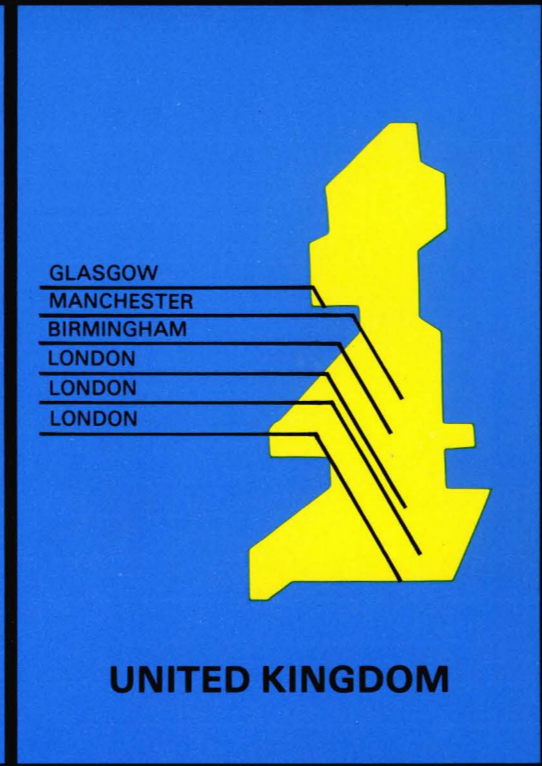 GLASGOW
MANCHESTER
BIRMINGHAM
LONDON
LONDON
LONDON
UNITED KINGDOM